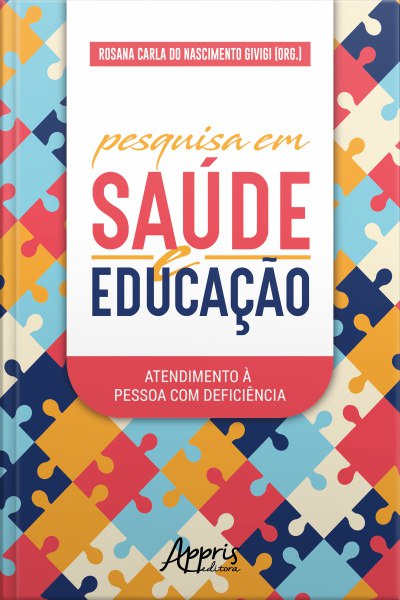 ROSANA CARLA DO NASCIMENTO GIVIGI (ORG.)
pesquisa em
SAÚDE
e
EDUCAÇÃO
ATENDIMENTO À
PESSOA COM DEFICIÊNCIA
Appris
editora